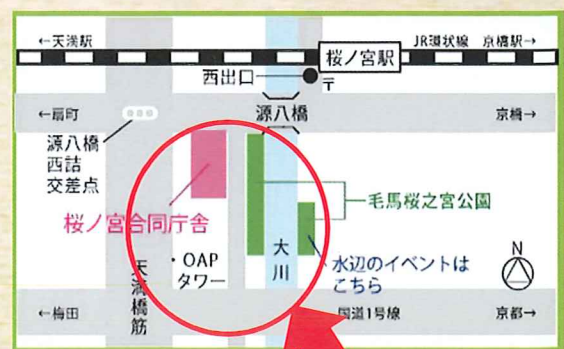 ←天満駅
JR環状線 京橋駅→
桜ノ宮駅
西出口
〒
←扇町
源八橋
京橋→
源八橋
西詰
交差点
桜ノ宮合同庁舎
毛馬桜之宮公園
・OAP
タワー
大川
水辺のイベントは
こちら
N
天満橋筋
←梅田
国道1号線
京都→